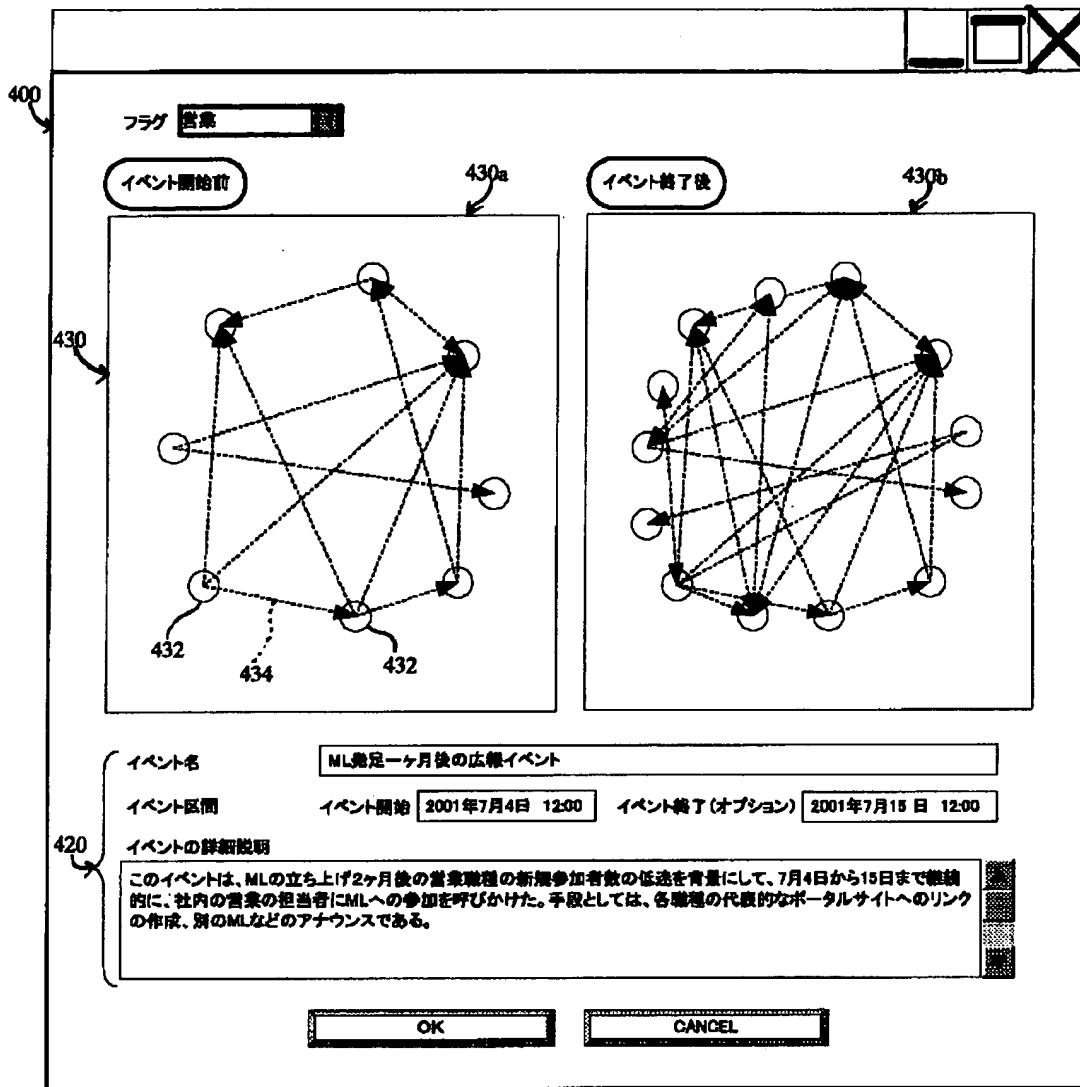 400
フラグ 営業
イベント開始前 430a イベント終了後 430b
430
432 434 432
イベント名 ML発足一ヶ月後の広報イベント
イベント区間 イベント開始 2001年7月4日 12:00 イベント終了(オプション) 2001年7月15日 12:00
420
イベントの詳細説明
このイベントは、MLの立ち上げ2ヶ月後の営業職種の新規参加者数の低迷を背景にして、7月4日から15日まで継続
的に、社内の営業の担当者にMLへの参加を呼びかけた。手段としては、各職種の代表的なポータルサイトへのリンク
の作成、別のMLなどのアナウンスである。
OK CANCEL